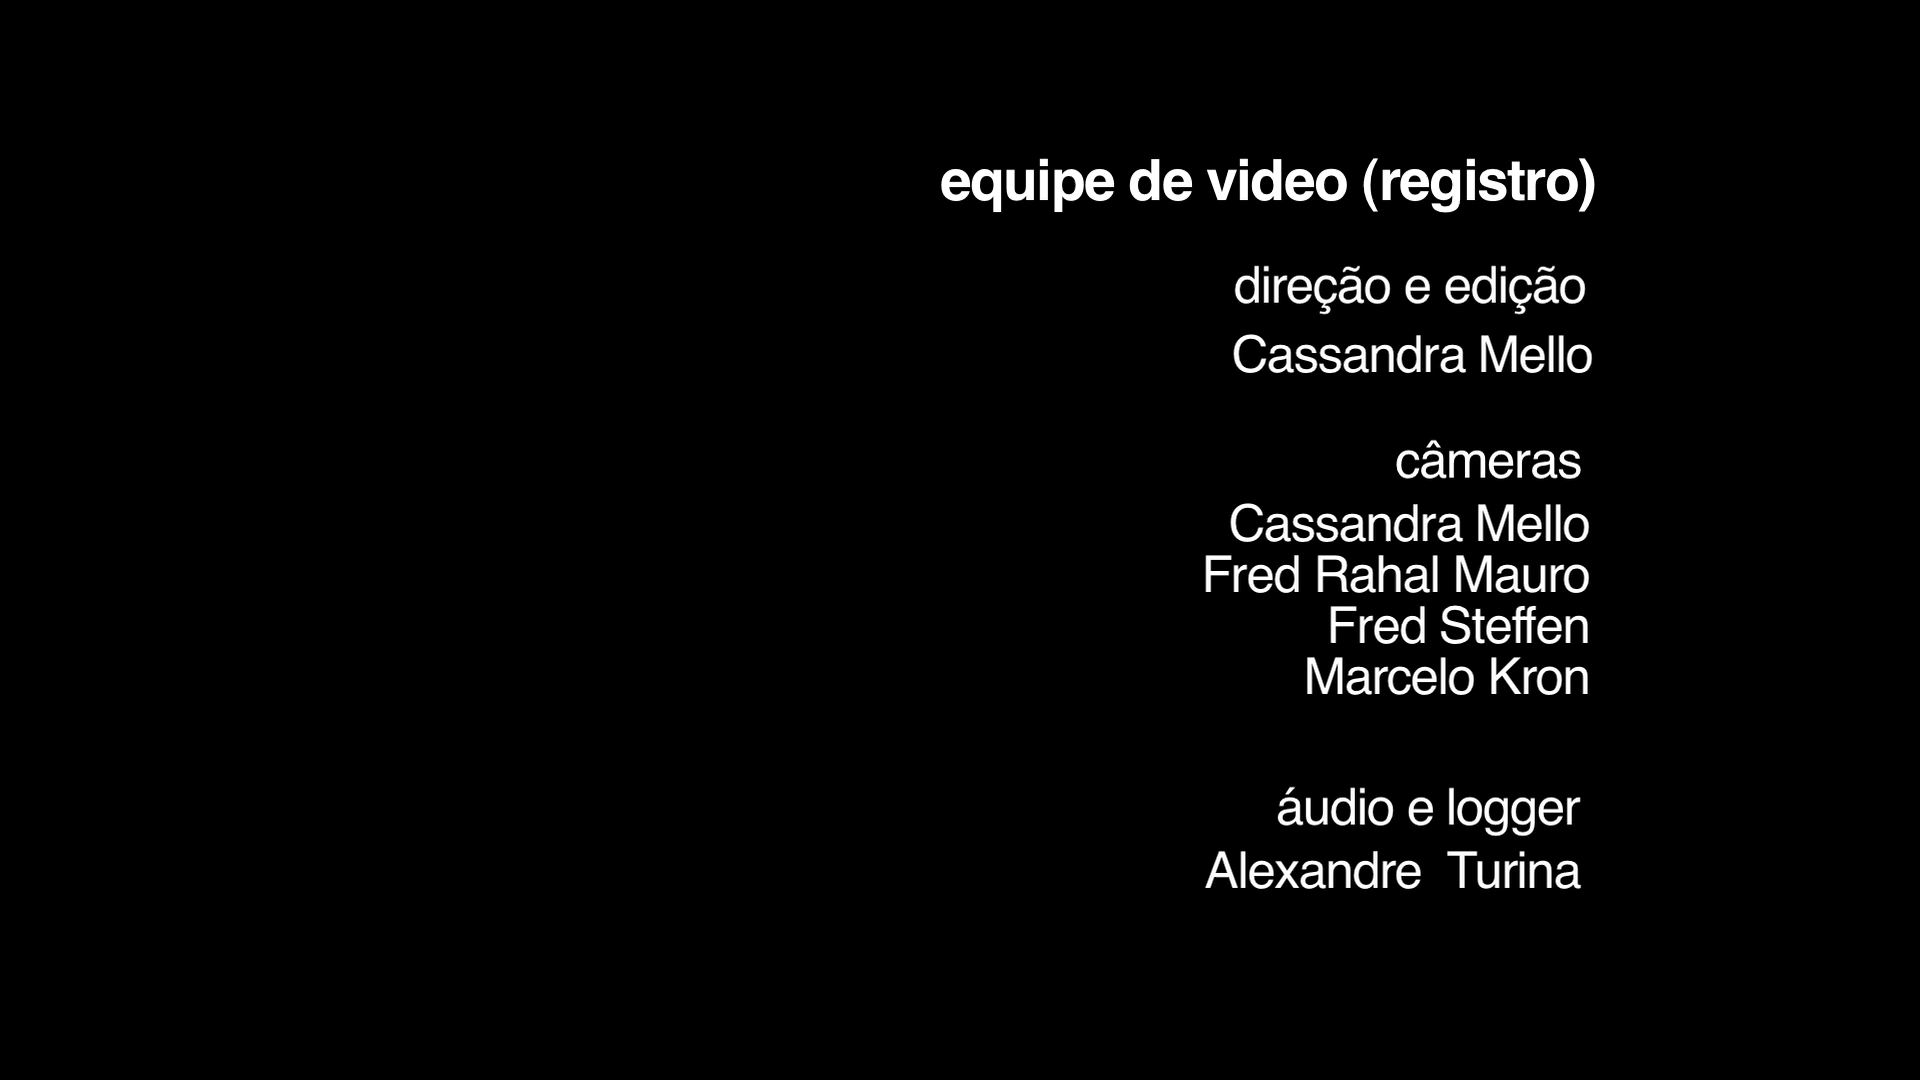 equipe de video (registro)
direção e edição
Cassandra Mello
câmeras
Cassandra Mello
Fred Rahal Mauro
Fred Steffen
Marcelo Kron
áudio e logger
Alexandre  Turina